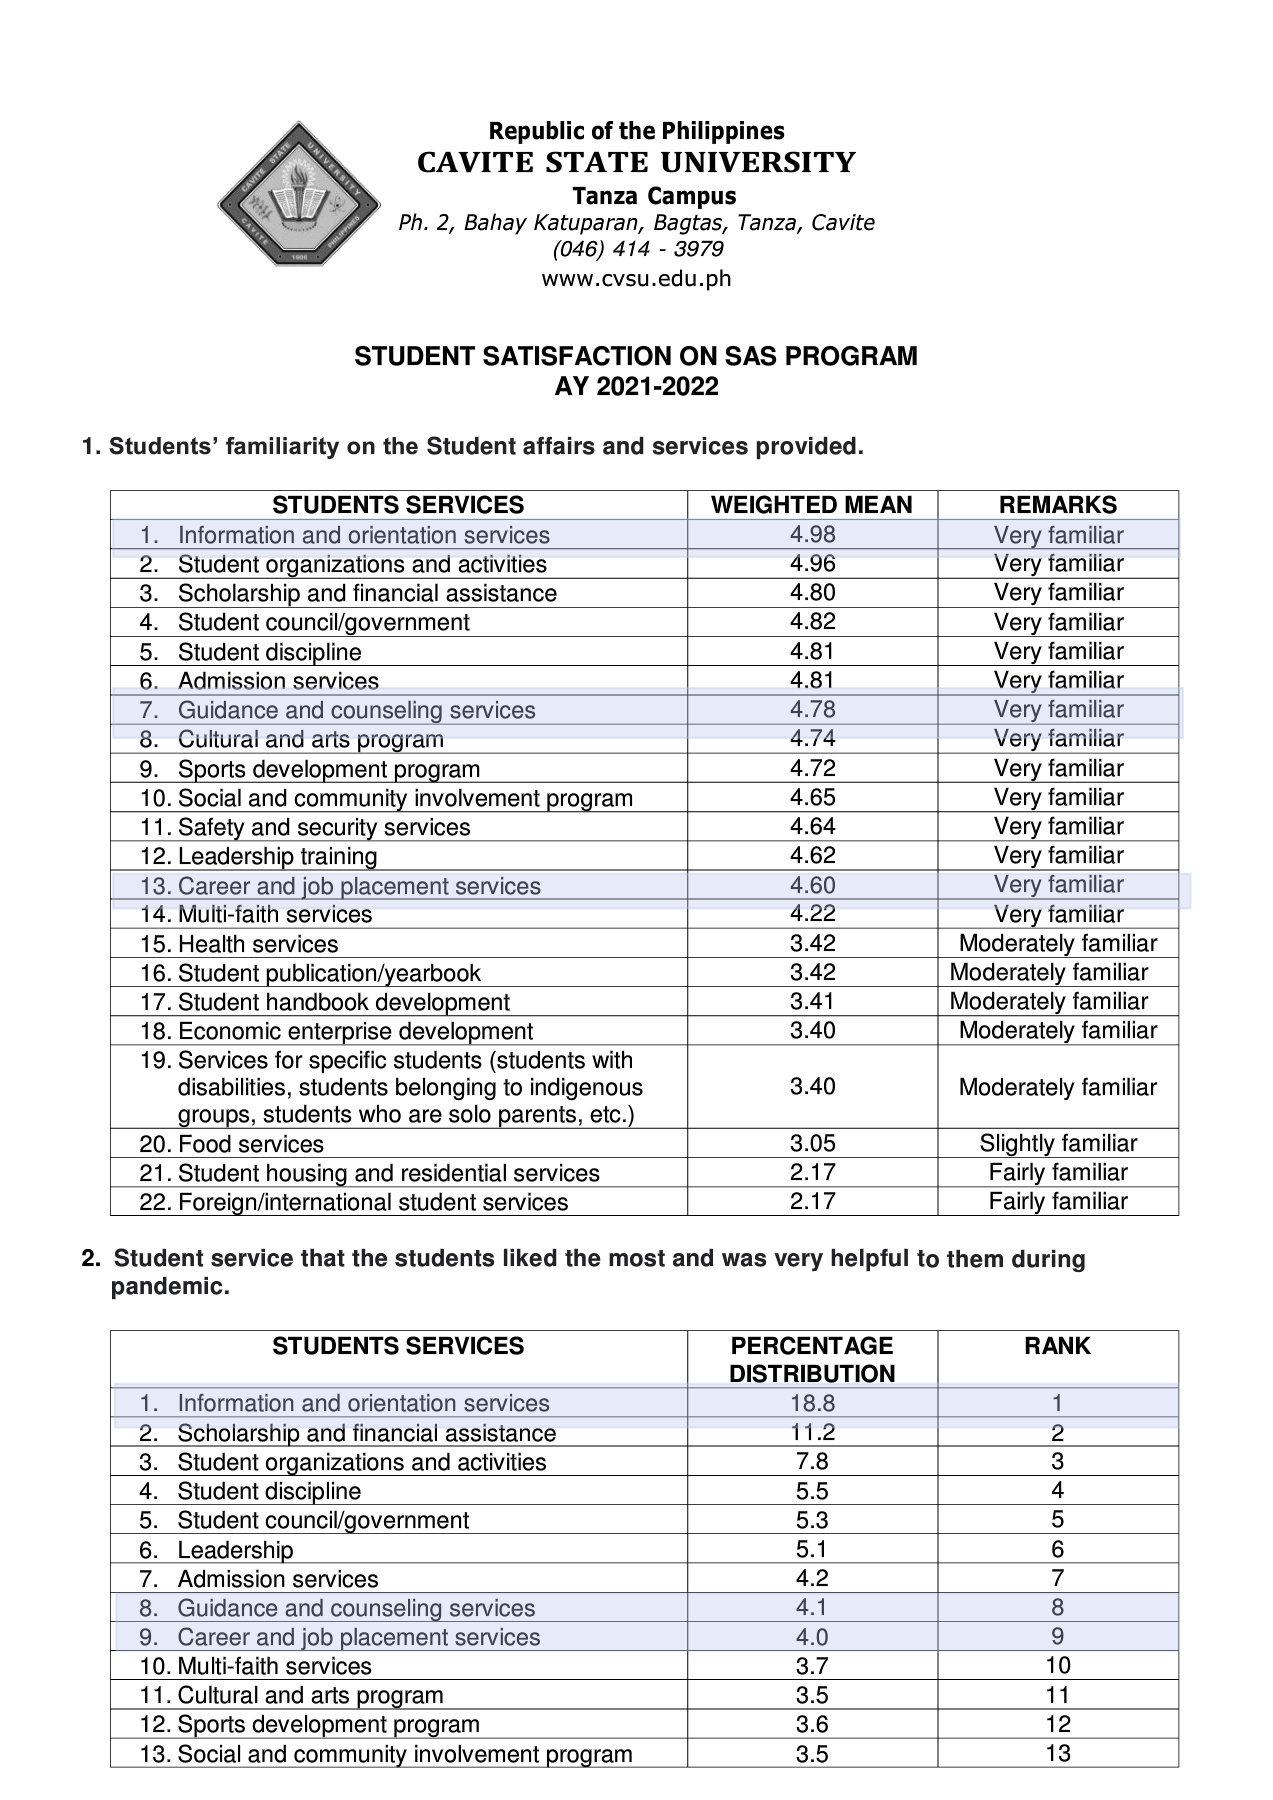 Republic of the Philippines
CAVITE STATE UNIVERSITY
Tanza Campus
Ph. 2, Bahay Katuparan, Bagtas, Tanza, Cavite
(046) 414 - 3979
www.cvsu.edu.ph
CAVITE STATE UNIVERSITY
CAVITE PHILIPPINES
1906
STUDENT SATISFACTION ON SAS PROGRAM
AY 2021-2022
1. Students’ familiarity on the Student affairs and services provided.
STUDENTS SERVICES WEIGHTED MEAN REMARKS
1. Information and orientation services 4.98 Very familiar
2. Student organizations and activities 4.96 Very familiar
3. Scholarship and financial assistance 4.80 Very familiar
4. Student council/government 4.82 Very familiar
5. Student discipline 4.81 Very familiar
6. Admission services 4.81 Very familiar
7. Guidance and counseling services 4.78 Very familiar
8. Cultural and arts program 4.74 Very familiar
9. Sports development program 4.72 Very familiar
10. Social and community involvement program 4.65 Very familiar
11. Safety and security services 4.64 Very familiar
12. Leadership training 4.62 Very familiar
13. Career and job placement services 4.60 Very familiar
14. Multi-faith services 4.22 Very familiar
15. Health services 3.42 Moderately familiar
16. Student publication/yearbook 3.42 Moderately familiar
17. Student handbook development 3.41 Moderately familiar
18. Economic enterprise development 3.40 Moderately familiar
19. Services for specific students (students with
disabilities, students belonging to indigenous 3.40 Moderately familiar
groups, students who are solo parents, etc.)
20. Food services 3.05 Slightly familiar
21. Student housing and residential services 2.17 Fairly familiar
22. Foreign/international student services 2.17 Fairly familiar
2. Student service that the students liked the most and was very helpful to them during
pandemic.
STUDENTS SERVICES PERCENTAGE RANK
DISTRIBUTION
1. Information and orientation services 18.8 1
2. Scholarship and financial assistance 11.2 2
3. Student organizations and activities 7.8 3
4. Student discipline 5.5 4
5. Student council/government 5.3 5
6. Leadership 5.1 6
7. Admission services 4.2 7
8. Guidance and counseling services 4.1 8
9. Career and job placement services 4.0 9
10. Multi-faith services 3.7 10
11. Cultural and arts program 3.5 11
12. Sports development program 3.6 12
13. Social and community involvement program 3.5 13